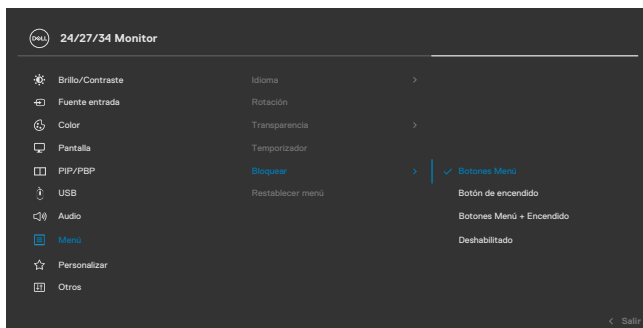 DELL 24/27/34 Monitor
Brillo/Contraste Idioma >
Fuente entrada Rotación
Color Transparencia >
Pantalla Temporizador
PIP/PBP Bloquear > ✓ Botones Menú
USB Restablecer menú Botón de encendido
Audio Botones Menú + Encendido
Menú Deshabilitado
Personalizar
Otros
< Salir